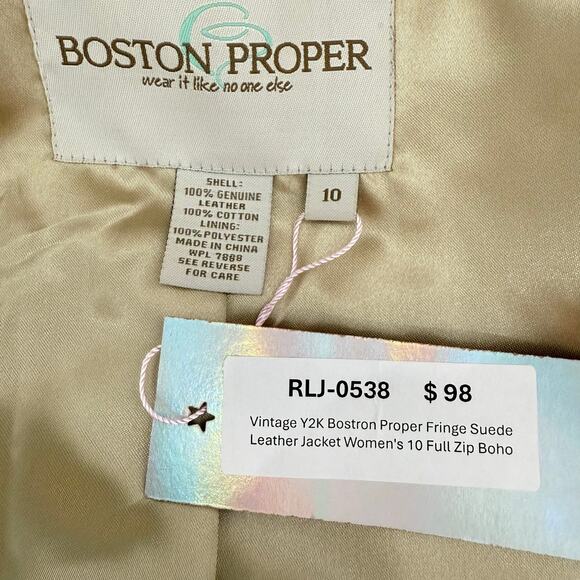 BOSTON PROPER
wear it like no one else
SHELL:
100% GENUINE
LEATHER
100% COTTON
LINING:
100% POLYESTER
MADE IN CHINA
WPL 7888
SEE REVERSE
FOR CARE
10
RLJ-0538 $ 98
Vintage Y2K Bostron Proper Fringe Suede
Leather Jacket Women's 10 Full Zip Boho